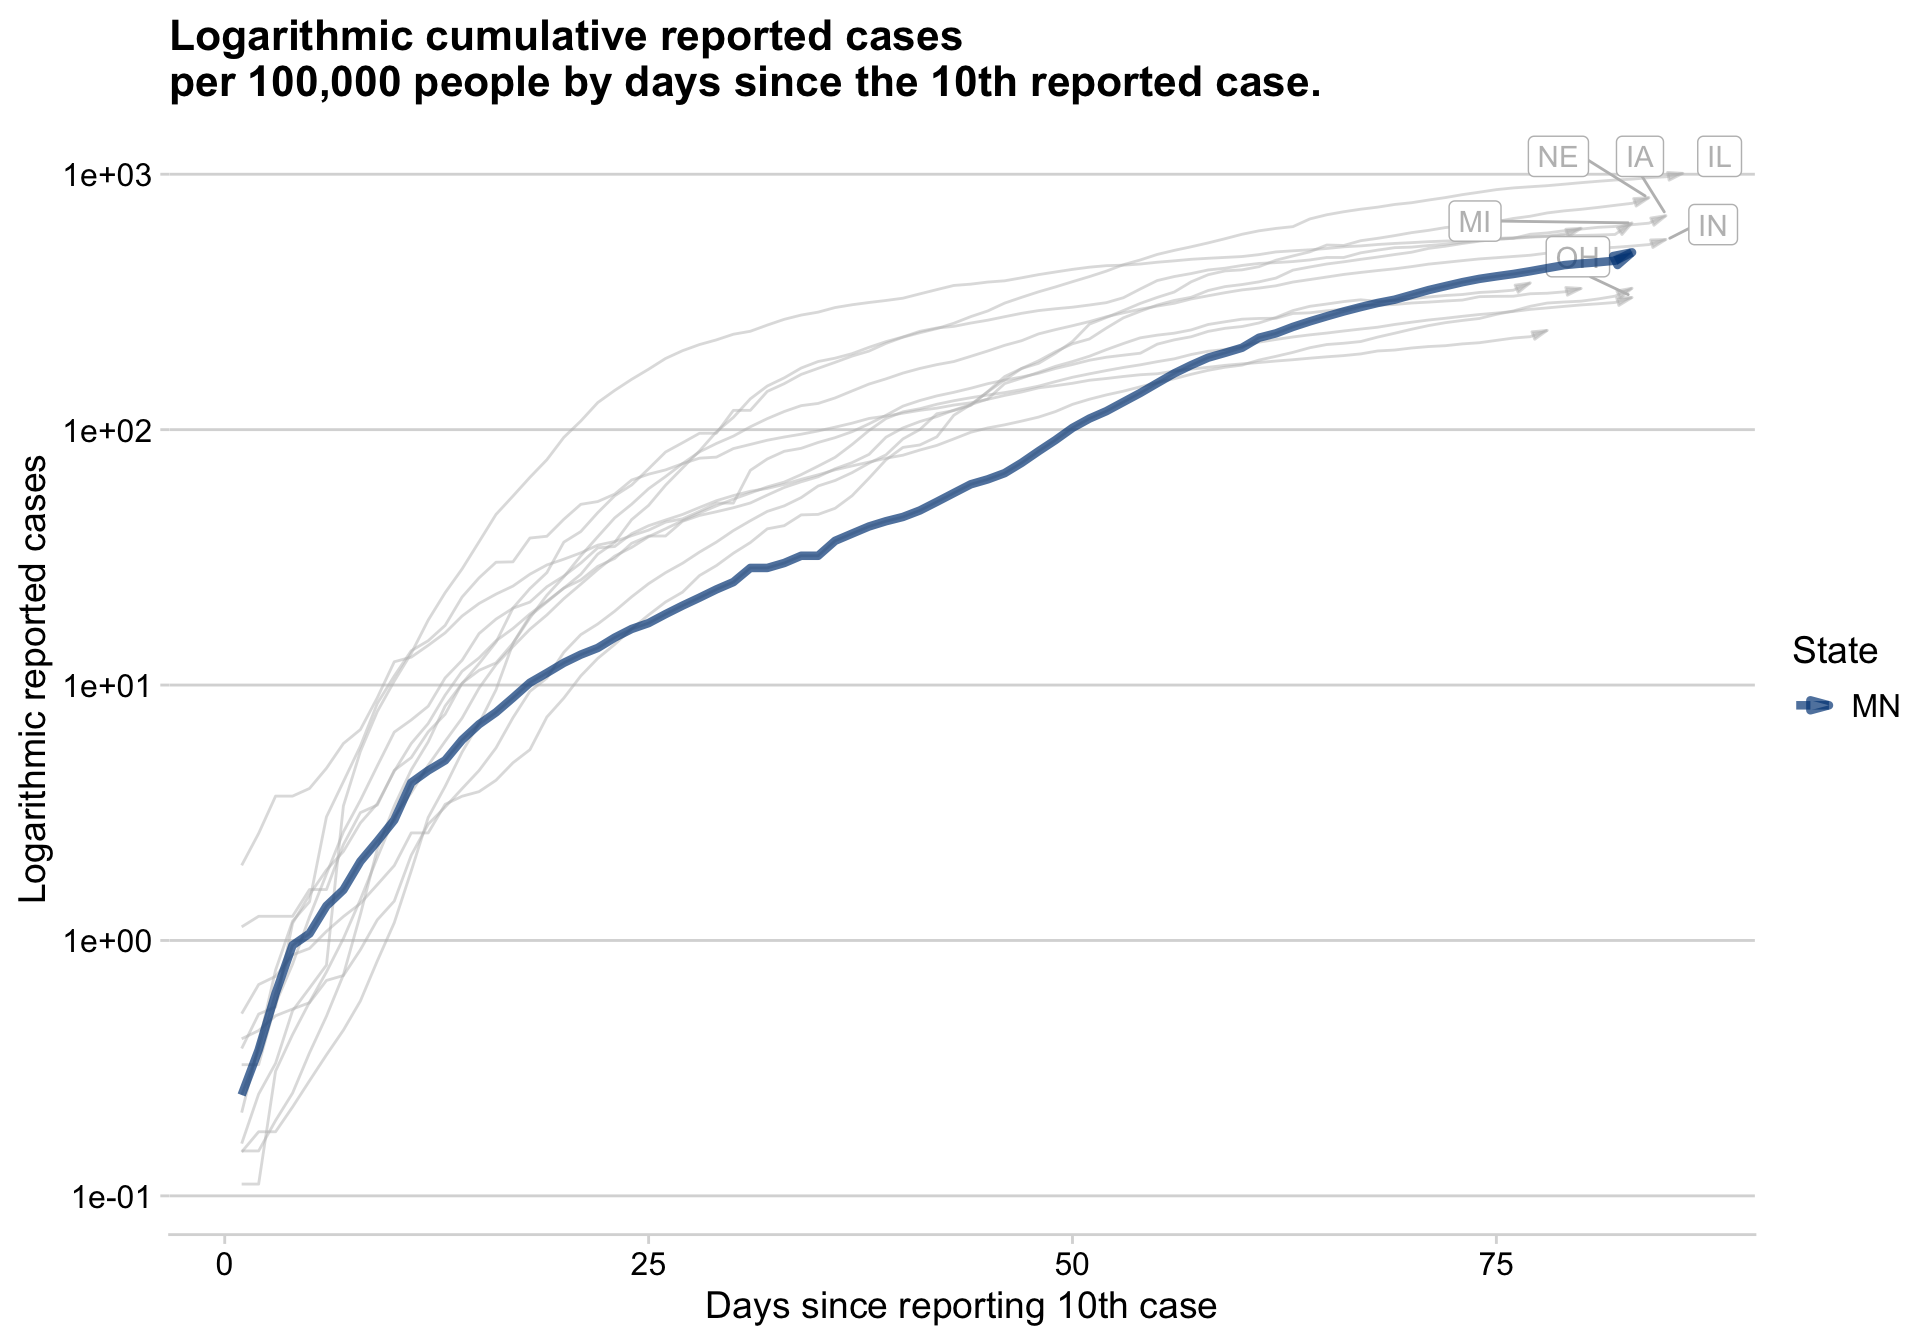 Logarithmic cumulative reported cases
per 100,000 people by days since the 10th reported case.
NE
IA
IL
MI
IN
OH
1e+03
1e+02
1e+01
1e+00
1e-01
Logarithmic reported cases
0
25
50
75
Days since reporting 10th case
State
MN